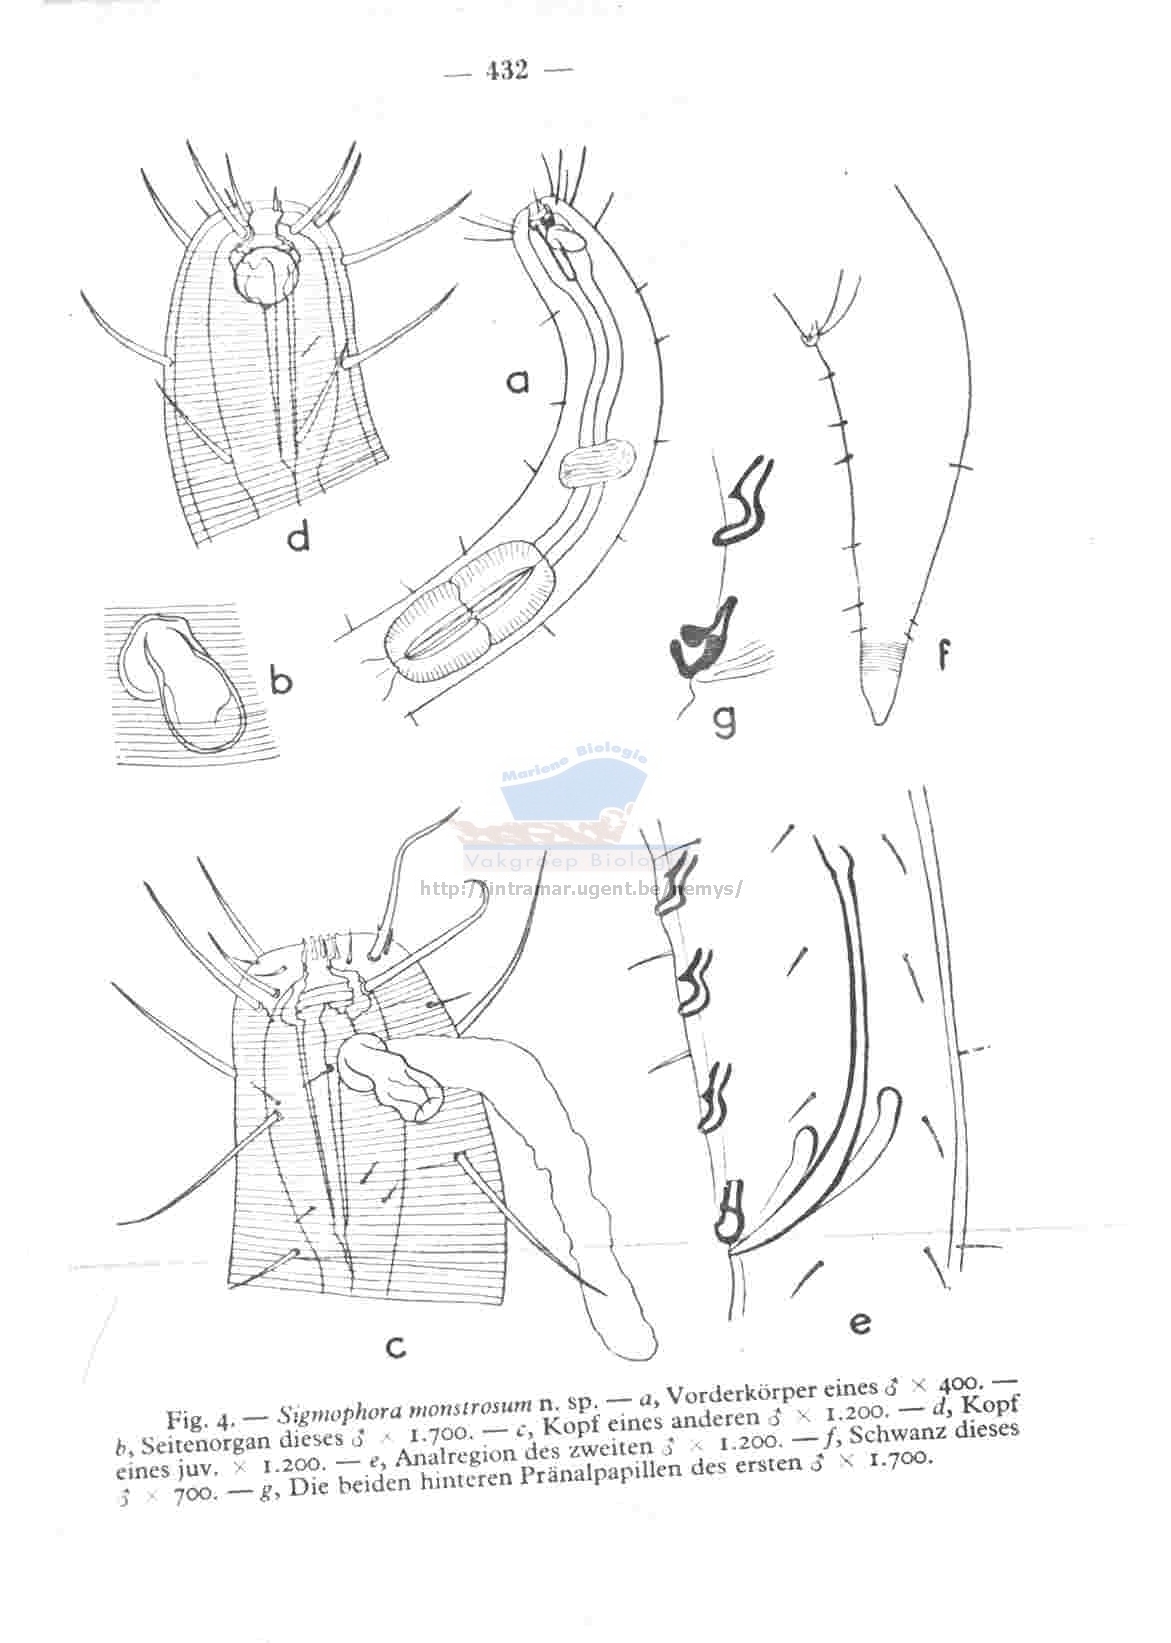 — 432 —
d
a
b
f
g
Mariene Biologie
Vakgroep Biologie
http://intramar.ugent.be/nemys/
c
e
Fig. 4. — Sigmophora monstrosum n. sp. — a, Vorderkörper eines ♂ × 400. —
b, Seitenorgan dieses ♂ × 1.700. — c, Kopf eines anderen ♂ × 1.200. — d, Kopf
eines juv. × 1.200. — e, Analregion des zweiten ♂ × 1.200. — f, Schwanz dieses
♂ × 700. — g, Die beiden hinteren Pränalpapillen des ersten ♂ × 1.700.